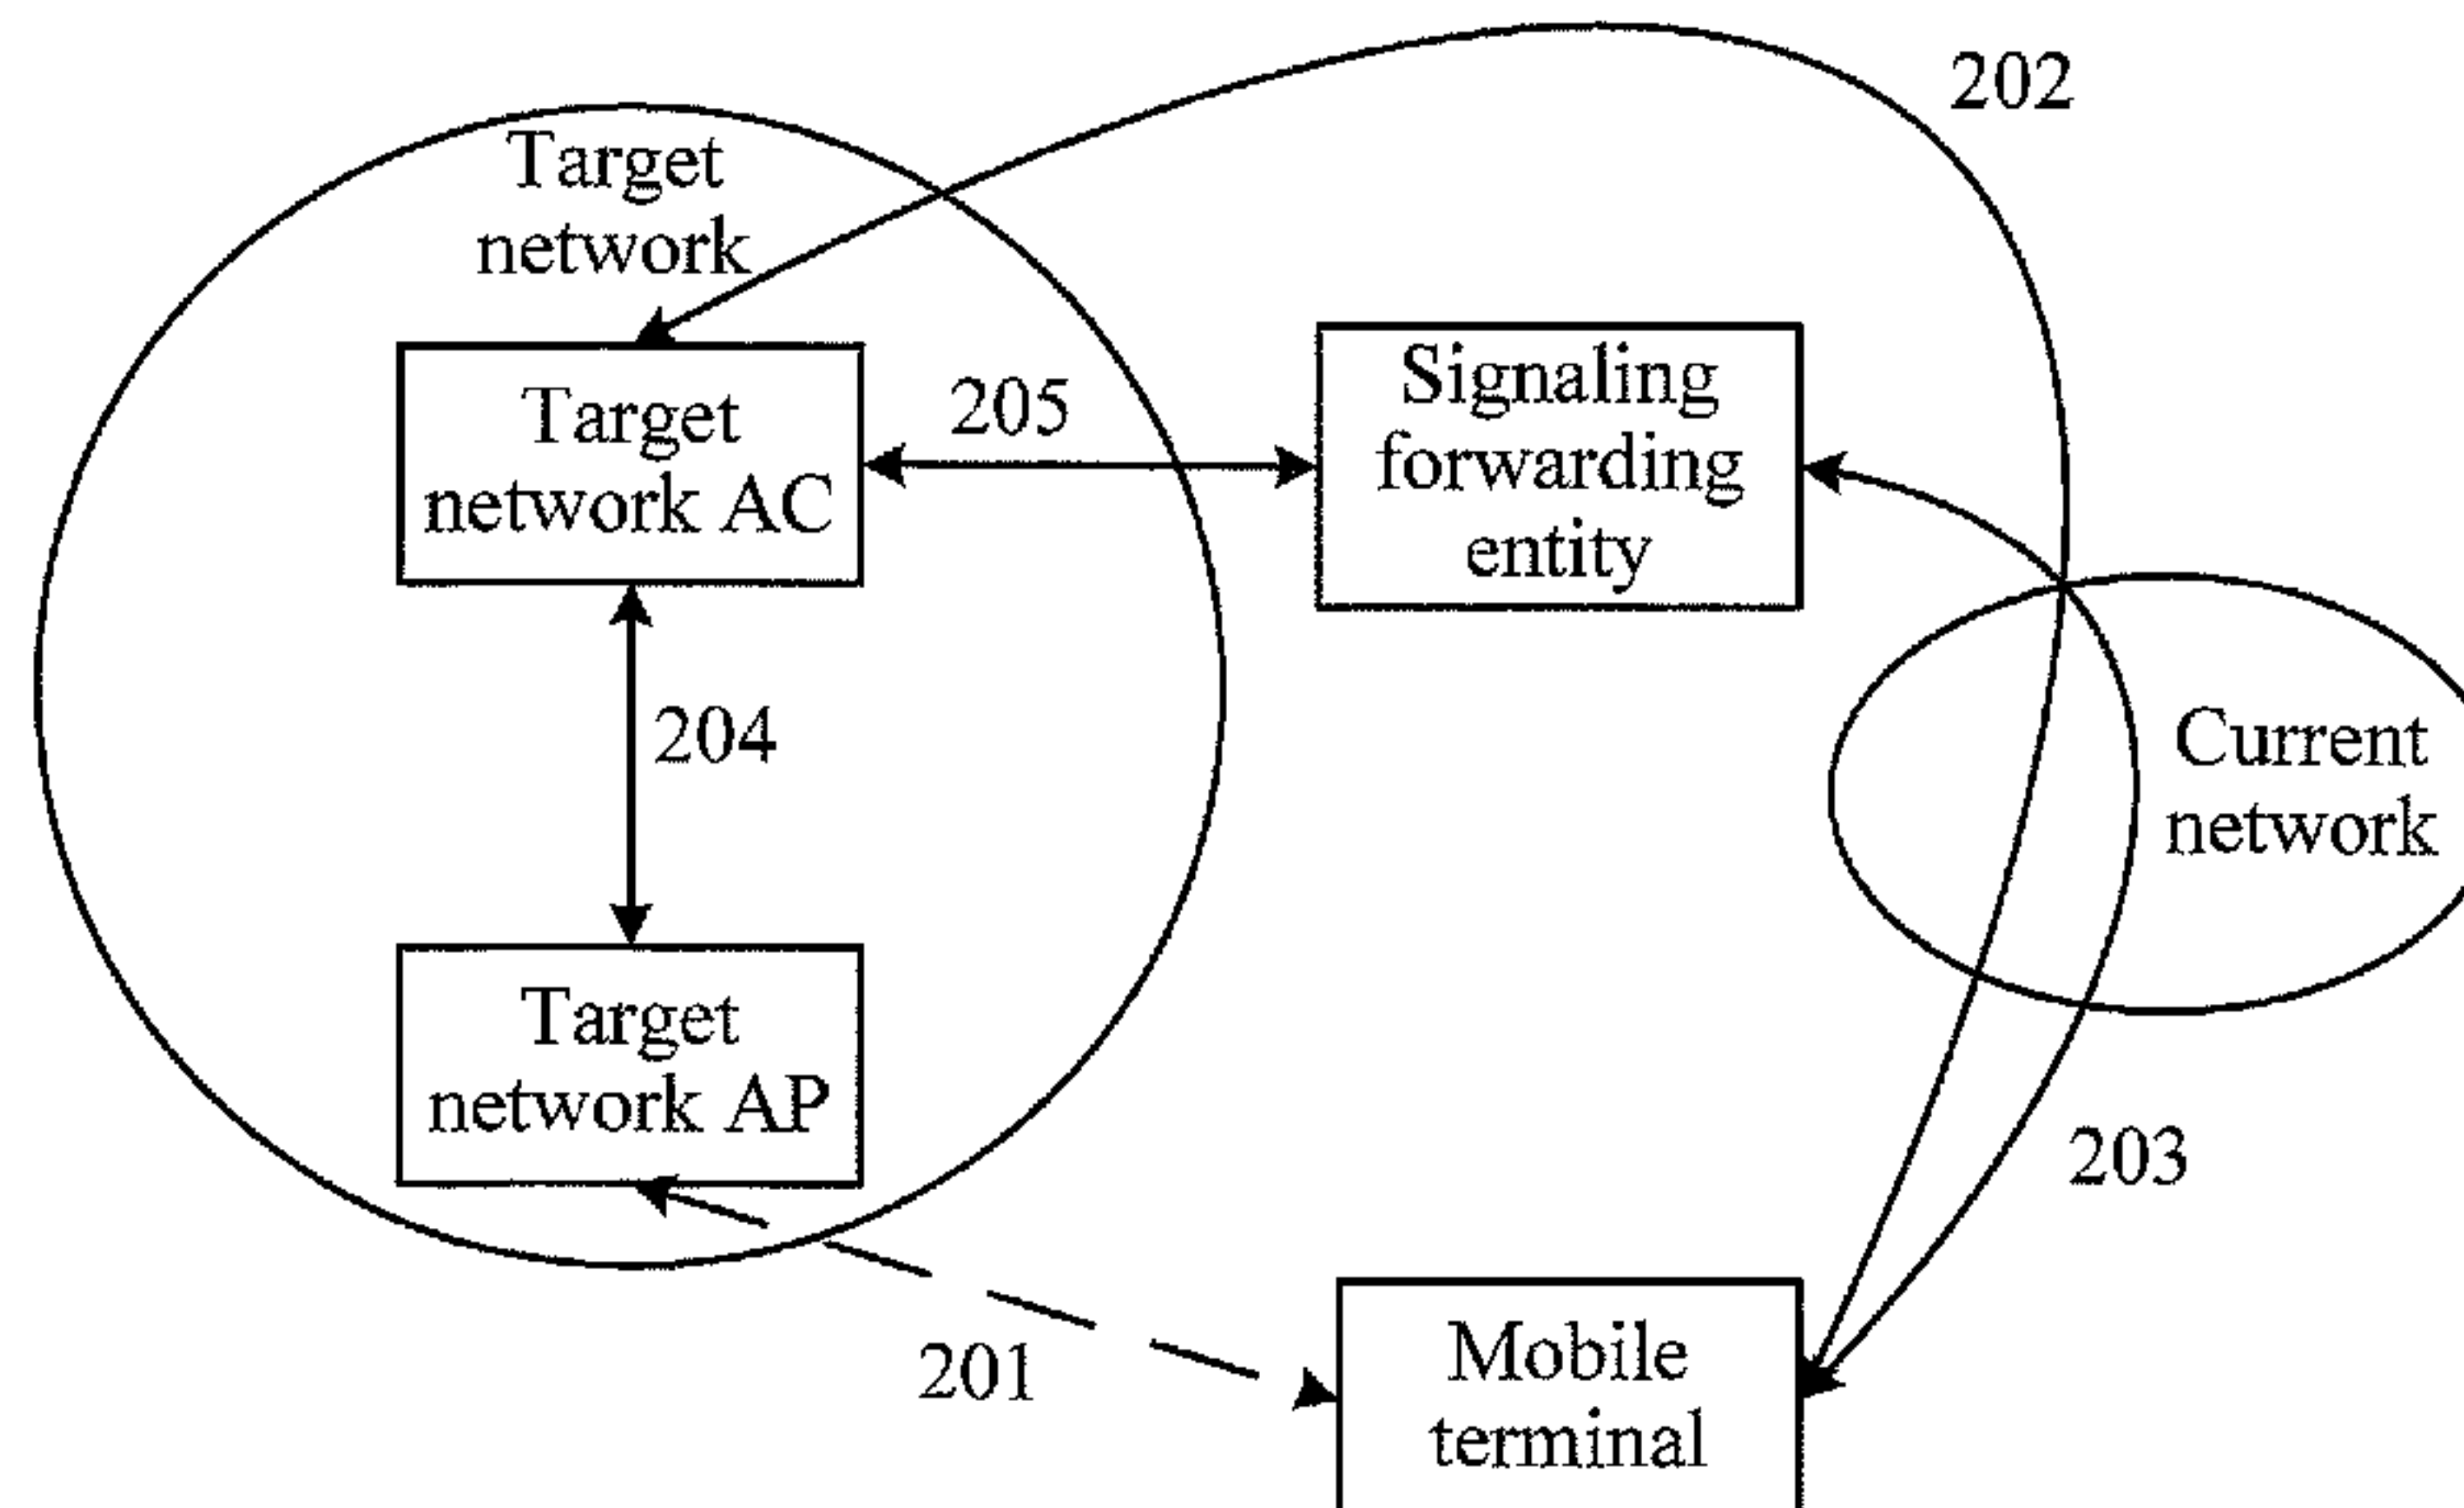 202
Target
network
Target
network AC
205
Signaling
forwarding
entity
204
Current
network
Target
network AP
203
201
Mobile
terminal